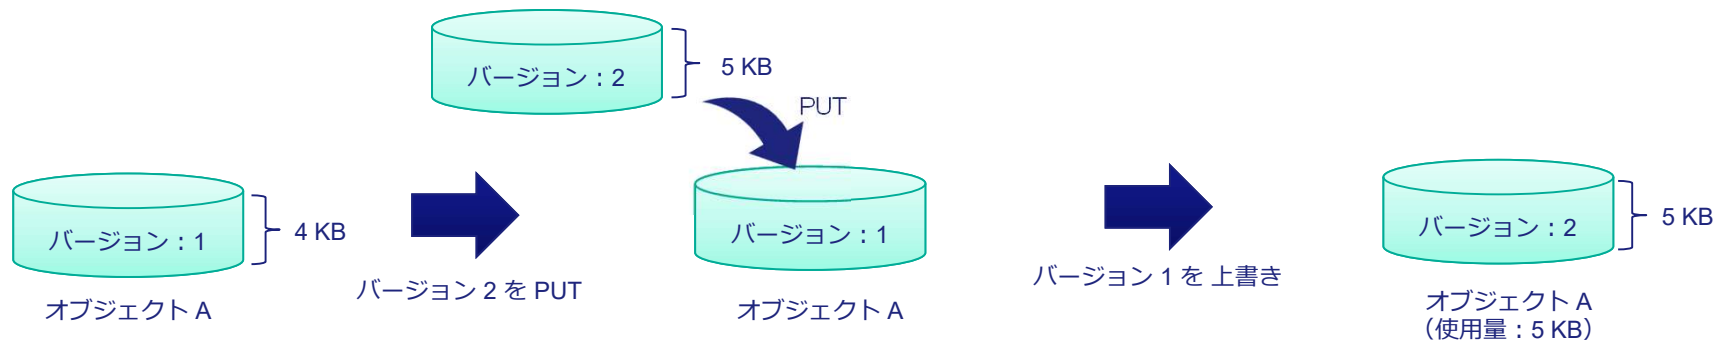 バージョン：1
4 KB
オブジェクト A
バージョン 2 を PUT
バージョン：2
5 KB
PUT
バージョン：1
オブジェクト A
バージョン 1 を 上書き
バージョン：2
5 KB
オブジェクト A
（使用量：5 KB）